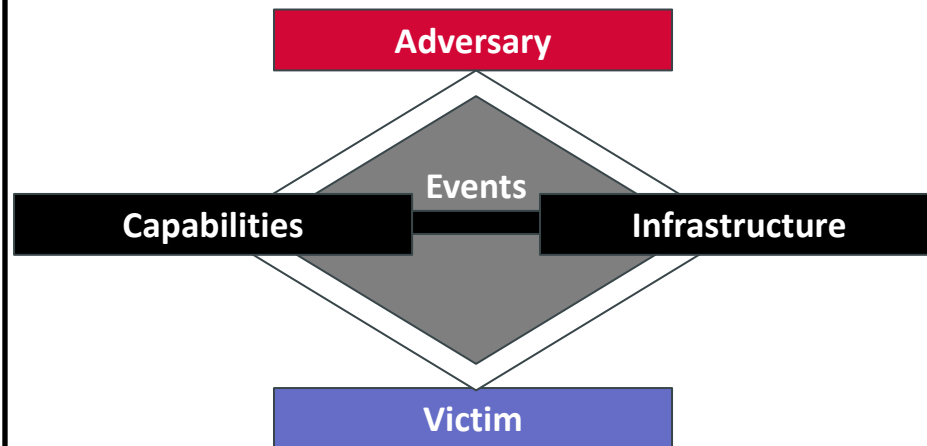 Adversary
Events
Capabilities
Infrastructure
Victim